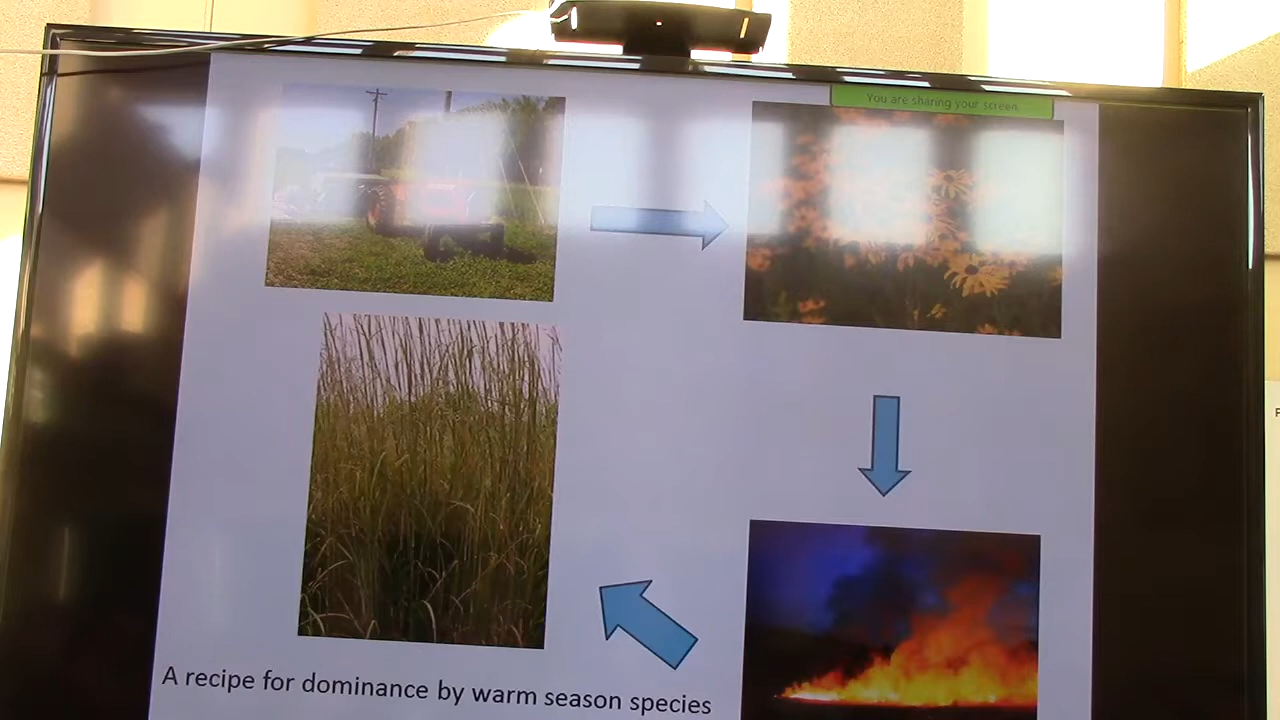 You are sharing your screen
A recipe for dominance by warm season species